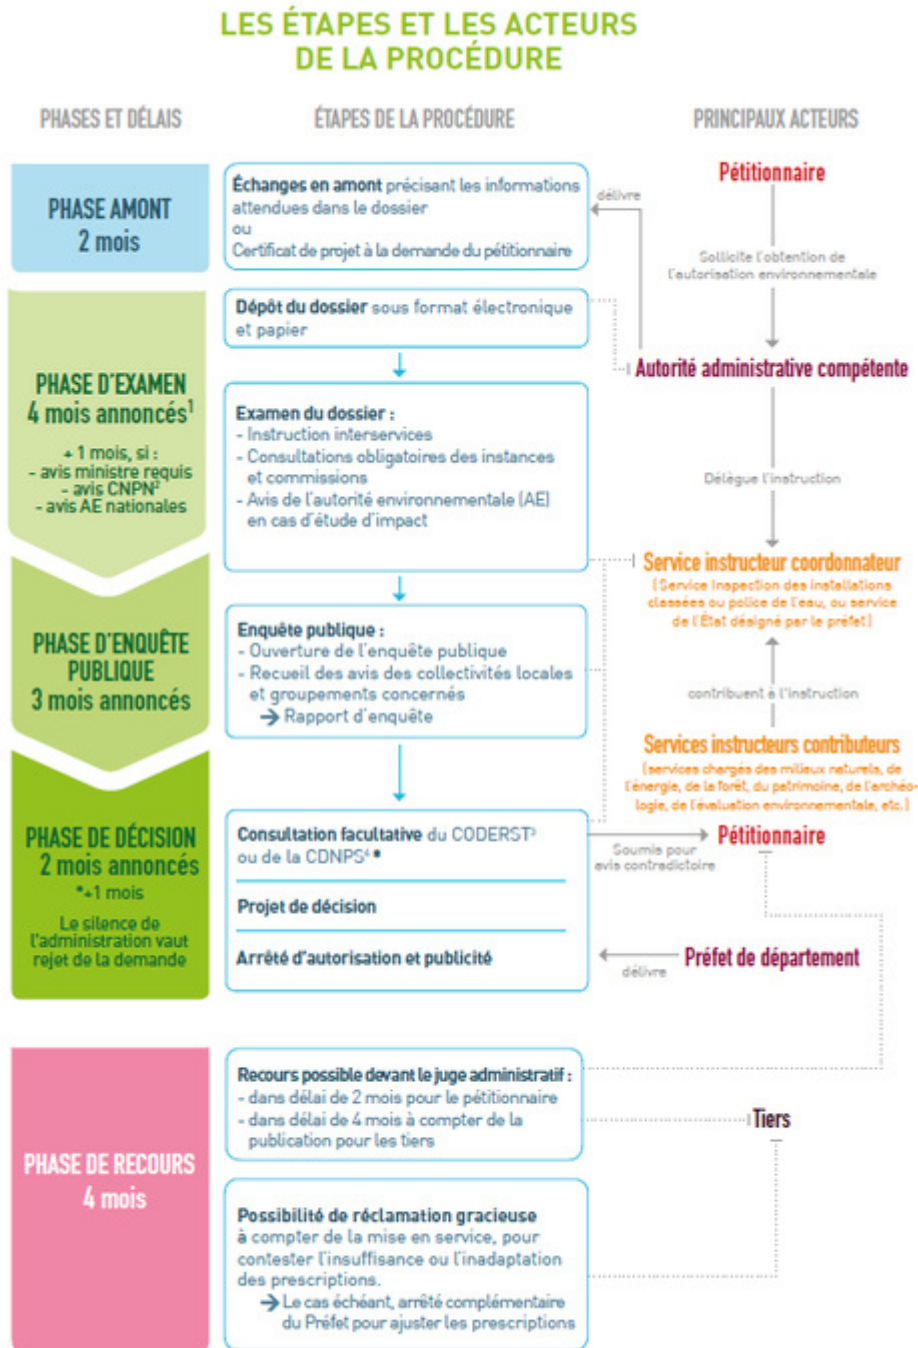 LES ÉTAPES ET LES ACTEURS
DE LA PROCÉDURE
PHASES ET DÉLAIS
ÉTAPES DE LA PROCÉDURE
PRINCIPAUX ACTEURS
PHASE AMONT
2 mois
Échanges en amont précisant les informations
attendues dans le dossier
ou
Certificat de projet à la demande du pétitionnaire
délivre
Pétitionnaire
Sollicite l'obtention de
l'autorisation environnementale
Dépôt du dossier sous format électronique
et papier
Autorité administrative compétente
PHASE D'EXAMEN
4 mois annoncés¹
+ 1 mois, si :
- avis ministre requis
- avis CNPN²
- avis AE nationales
Examen du dossier :
- Instruction interservices
- Consultations obligatoires des instances
et commissions
- Avis de l'autorité environnementale (AE)
en cas d'étude d'impact
Délègue l'instruction
Service instructeur coordonnateur
(Service Inspection des installations
classées ou police de l'eau, ou service
de l'État désigné par le préfet)
PHASE D'ENQUÊTE
PUBLIQUE
3 mois annoncés
Enquête publique :
- Ouverture de l'enquête publique
- Recueil des avis des collectivités locales
et groupements concernés
→ Rapport d'enquête
contribuent à l'instruction
Services instructeurs contributeurs
(services chargés des milieux naturels, de
l'énergie, de la forêt, du patrimoine, de l'archéo-
logie, de l'évaluation environnementale, etc.)
PHASE DE DÉCISION
2 mois annoncés
*+1 mois
Le silence de
l'administration vaut
rejet de la demande
Consultation facultative du CODERST³
ou de la CDNPS⁴ *
Projet de décision
Arrêté d'autorisation et publicité
Soumis pour
avis contradictoire
Pétitionnaire
délivre
Préfet de département
PHASE DE RECOURS
4 mois
Recours possible devant le juge administratif :
- dans délai de 2 mois pour le pétitionnaire
- dans délai de 4 mois à compter de la
publication pour les tiers
Tiers
Possibilité de réclamation gracieuse
à compter de la mise en service, pour
contester l'insuffisance ou l'inadaptation
des prescriptions.
→ Le cas échéant, arrêté complémentaire
du Préfet pour ajuster les prescriptions